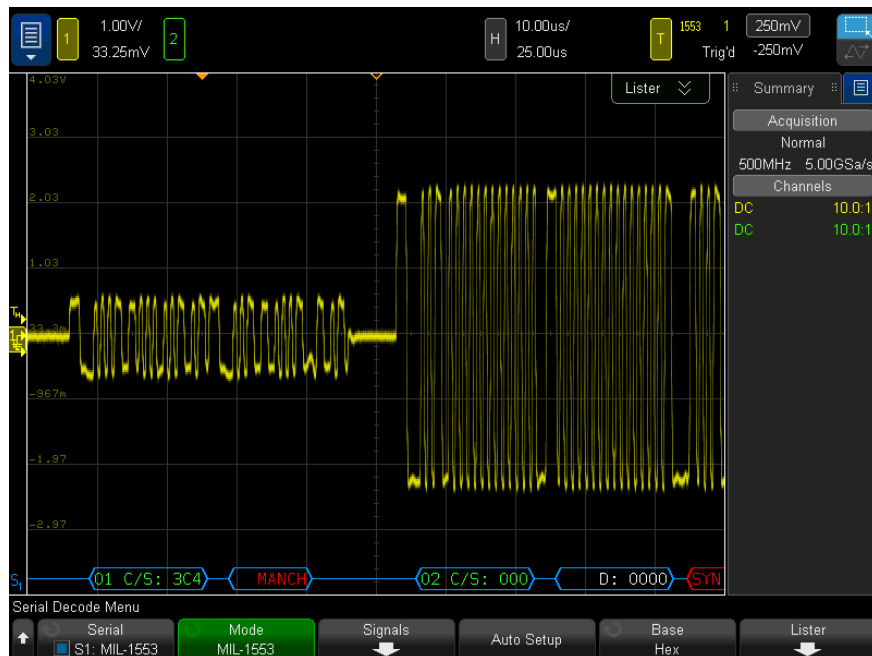 1 1.00V/ 2 H 10.00us/ T 1553 1 250mV
33.25mV 25.00us Trig'd -250mV
4.03V
Lister
Summary
3.03
Acquisition
Normal
500MHz 5.00GSa/s
Channels
2.03
DC 10.0:1
DC 10.0:1
1.03
-967m
-1.97
-2.97
S1 01 C/S: 3C4 MANCH 02 C/S: 000 D: 0000 SYN
Serial Decode Menu
Serial Mode Signals Auto Setup Base Lister
S1: MIL-1553 MIL-1553 Hex